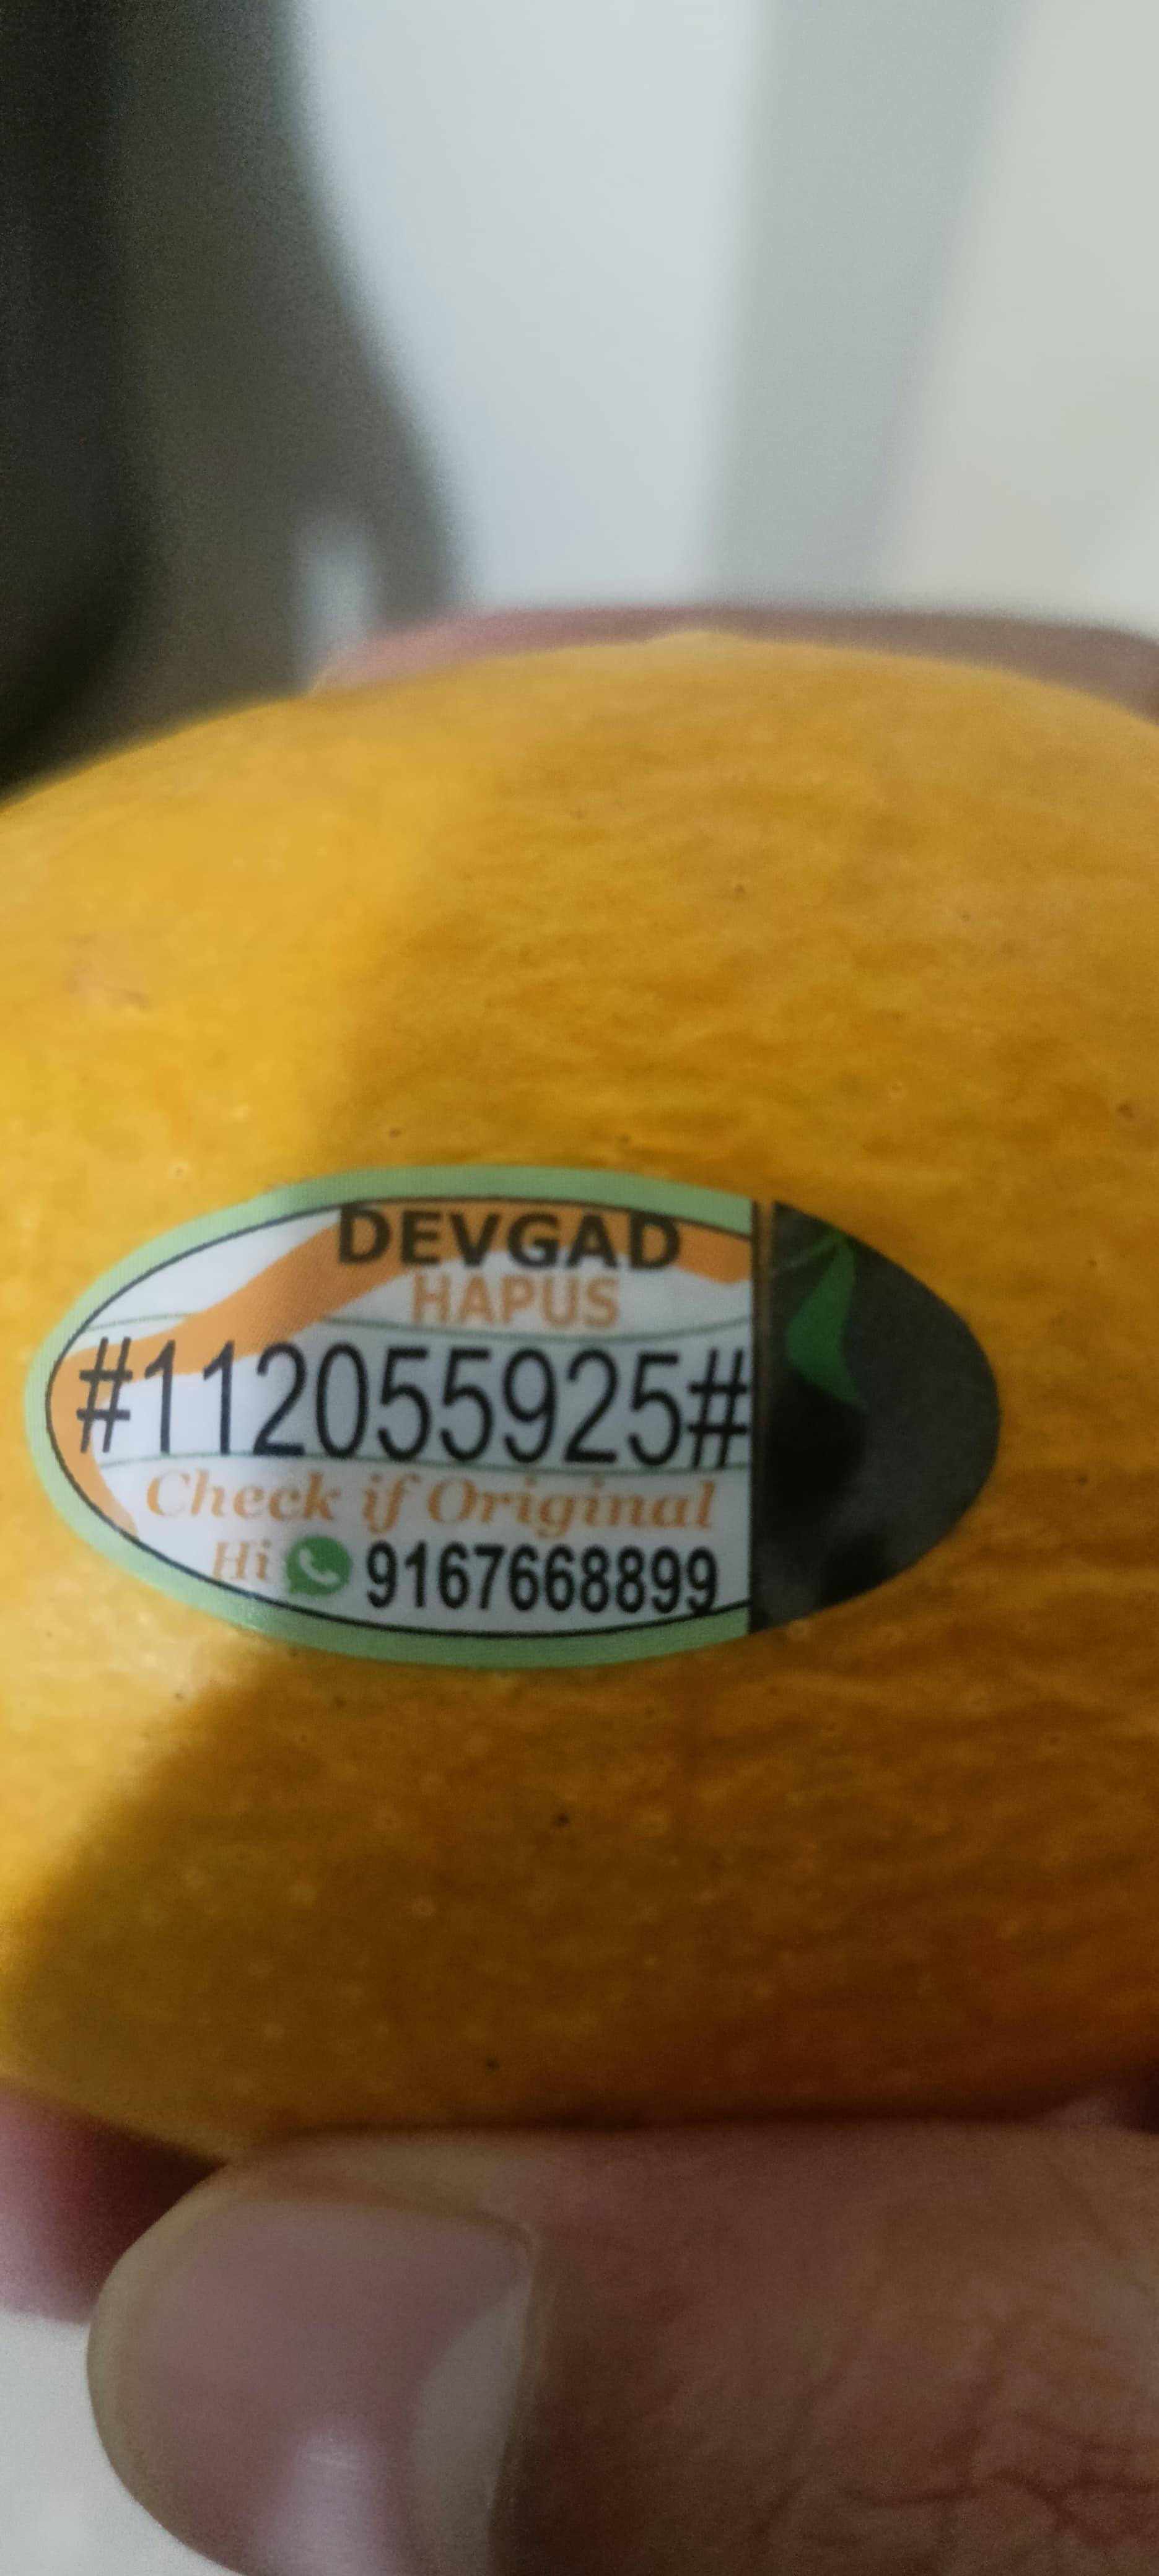 DEVGAD
HAPUS
#112055925#
Check if Original
Hi 9167668899